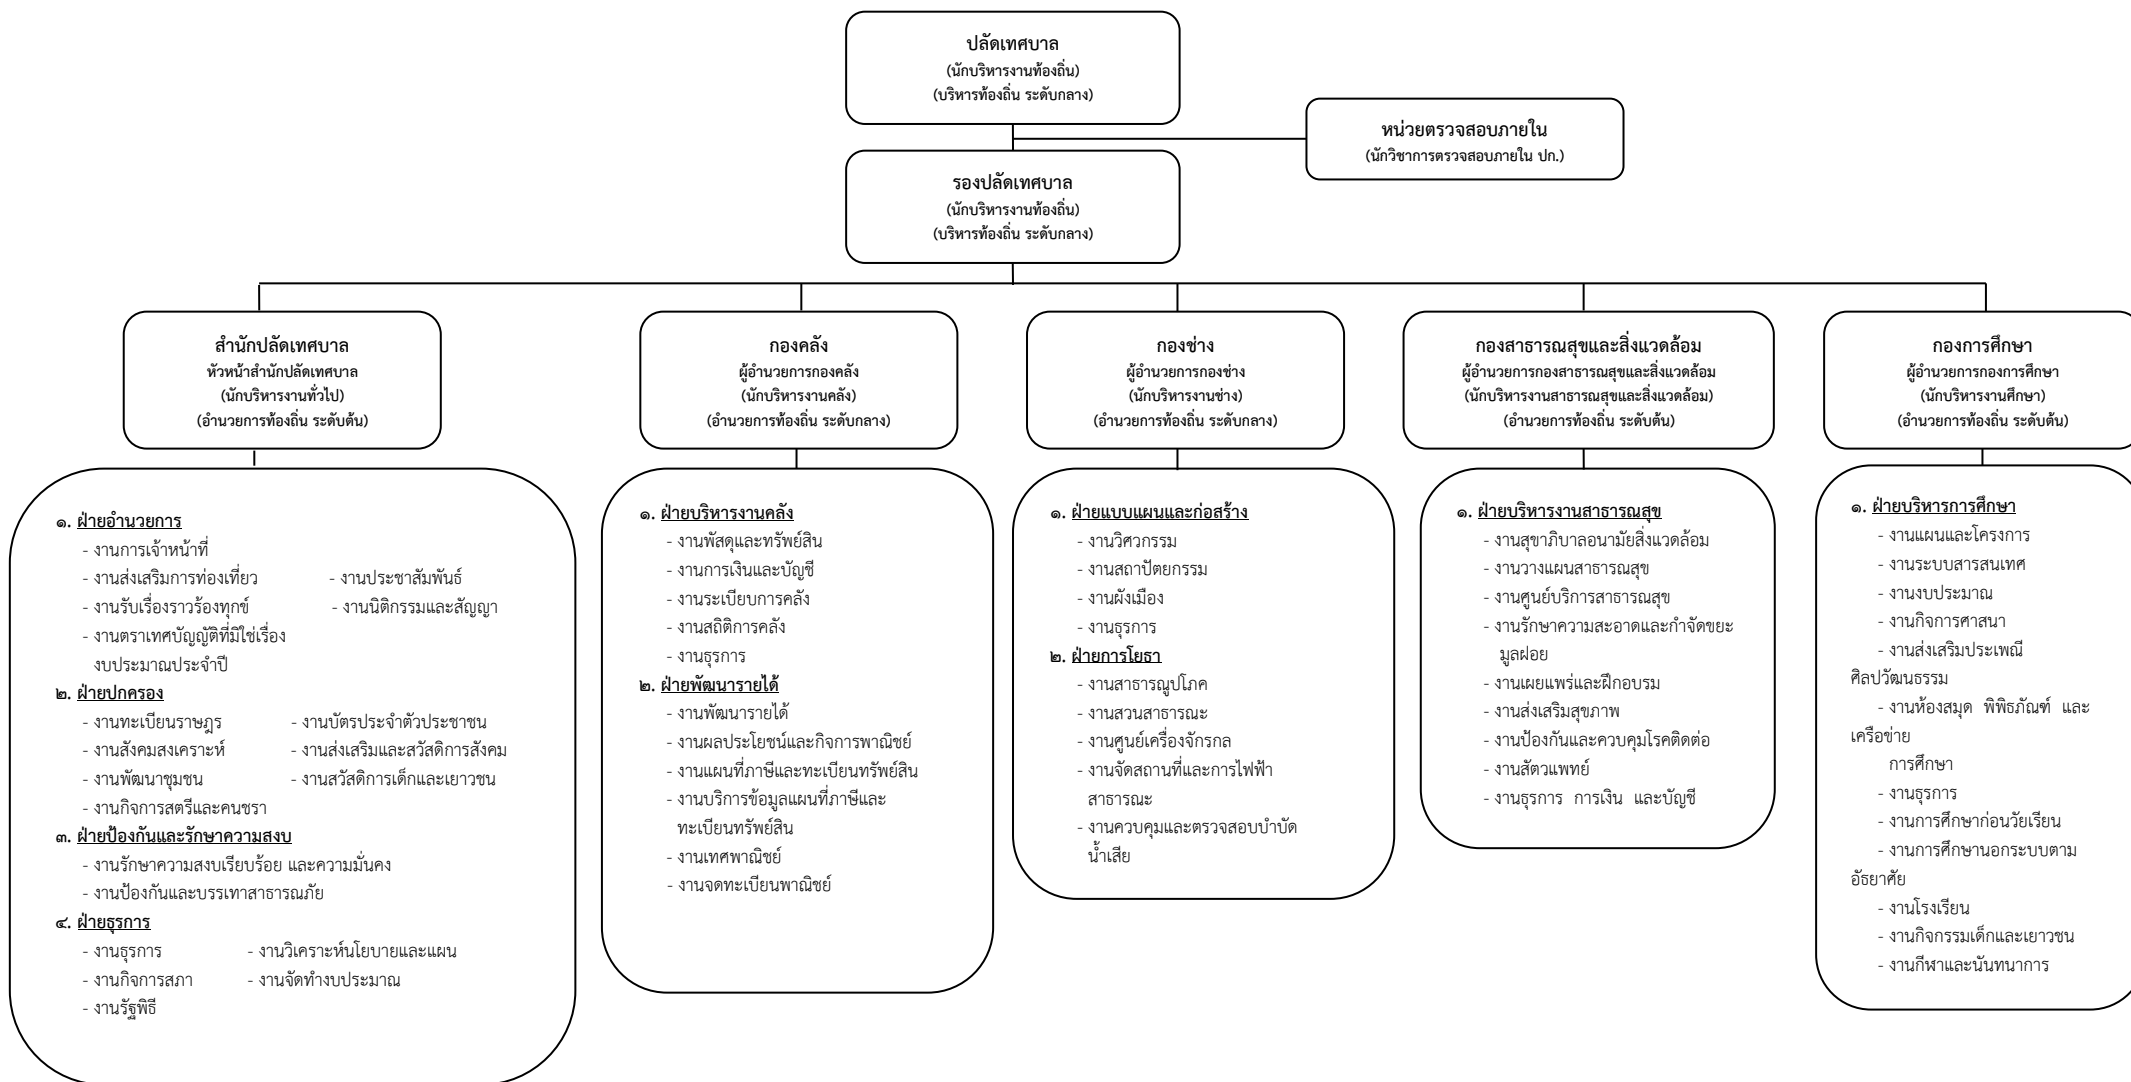 ปลัดเทศบาล
(นักบริหารงานท้องถิ่น)
(บริหารท้องถิ่น ระดับกลาง)
หน่วยตรวจสอบภายใน
(นักวิชาการตรวจสอบภายใน ปก.)
รองปลัดเทศบาล
(นักบริหารงานท้องถิ่น)
(บริหารท้องถิ่น ระดับกลาง)
สำนักปลัดเทศบาล
หัวหน้าสำนักปลัดเทศบาล
(นักบริหารงานทั่วไป)
(อำนวยการท้องถิ่น ระดับต้น)
กองคลัง
ผู้อำนวยการกองคลัง
(นักบริหารงานคลัง)
(อำนวยการท้องถิ่น ระดับกลาง)
กองช่าง
ผู้อำนวยการกองช่าง
(นักบริหารงานช่าง)
(อำนวยการท้องถิ่น ระดับกลาง)
กองสาธารณสุขและสิ่งแวดล้อม
ผู้อำนวยการกองสาธารณสุขและสิ่งแวดล้อม
(นักบริหารงานสาธารณสุขและสิ่งแวดล้อม)
(อำนวยการท้องถิ่น ระดับต้น)
กองการศึกษา
ผู้อำนวยการกองการศึกษา
(นักบริหารงานศึกษา)
(อำนวยการท้องถิ่น ระดับต้น)
๑. ฝ่ายอำนวยการ
- งานการเจ้าหน้าที่
- งานส่งเสริมการท่องเที่ยว - งานประชาสัมพันธ์
- งานรับเรื่องราวร้องทุกข์ - งานนิติกรรมและสัญญา
- งานตราเทศบัญญัติที่มิใช่เรื่อง
งบประมาณประจำปี
๒. ฝ่ายปกครอง
- งานทะเบียนราษฎร - งานบัตรประจำตัวประชาชน
- งานสังคมสงเคราะห์ - งานส่งเสริมและสวัสดิการสังคม
- งานพัฒนาชุมชน - งานสวัสดิการเด็กและเยาวชน
- งานกิจการสตรีและคนชรา
๓. ฝ่ายป้องกันและรักษาความสงบ
- งานรักษาความสงบเรียบร้อย และความมั่นคง
- งานป้องกันและบรรเทาสาธารณภัย
๔. ฝ่ายธุรการ
- งานธุรการ - งานวิเคราะห์นโยบายและแผน
- งานกิจการสภา - งานจัดทำงบประมาณ
- งานรัฐพิธี
๑. ฝ่ายบริหารงานคลัง
- งานพัสดุและทรัพย์สิน
- งานการเงินและบัญชี
- งานระเบียบการคลัง
- งานสถิติการคลัง
- งานธุรการ
๒. ฝ่ายพัฒนารายได้
- งานพัฒนารายได้
- งานผลประโยชน์และกิจการพาณิชย์
- งานแผนที่ภาษีและทะเบียนทรัพย์สิน
- งานบริการข้อมูลแผนที่ภาษีและ
ทะเบียนทรัพย์สิน
- งานเทศพาณิชย์
- งานจดทะเบียนพาณิชย์
๑. ฝ่ายแบบแผนและก่อสร้าง
- งานวิศวกรรม
- งานสถาปัตยกรรม
- งานผังเมือง
- งานธุรการ
๒. ฝ่ายการโยธา
- งานสาธารณูปโภค
- งานสวนสาธารณะ
- งานศูนย์เครื่องจักรกล
- งานจัดสถานที่และการไฟฟ้า
สาธารณะ
- งานควบคุมและตรวจสอบบำบัด
น้ำเสีย
๑. ฝ่ายบริหารงานสาธารณสุข
- งานสุขาภิบาลอนามัยสิ่งแวดล้อม
- งานวางแผนสาธารณสุข
- งานศูนย์บริการสาธารณสุข
- งานรักษาความสะอาดและกำจัดขยะ
มูลฝอย
- งานเผยแพร่และฝึกอบรม
- งานส่งเสริมสุขภาพ
- งานป้องกันและควบคุมโรคติดต่อ
- งานสัตวแพทย์
- งานธุรการ การเงิน และบัญชี
๑. ฝ่ายบริหารการศึกษา
- งานแผนและโครงการ
- งานระบบสารสนเทศ
- งานงบประมาณ
- งานกิจการศาสนา
- งานส่งเสริมประเพณี
ศิลปวัฒนธรรม
- งานห้องสมุด พิพิธภัณฑ์ และ
เครือข่าย
การศึกษา
- งานธุรการ
- งานการศึกษาก่อนวัยเรียน
- งานการศึกษานอกระบบตาม
อัธยาศัย
- งานโรงเรียน
- งานกิจกรรมเด็กและเยาวชน
- งานกีฬาและนันทนาการ